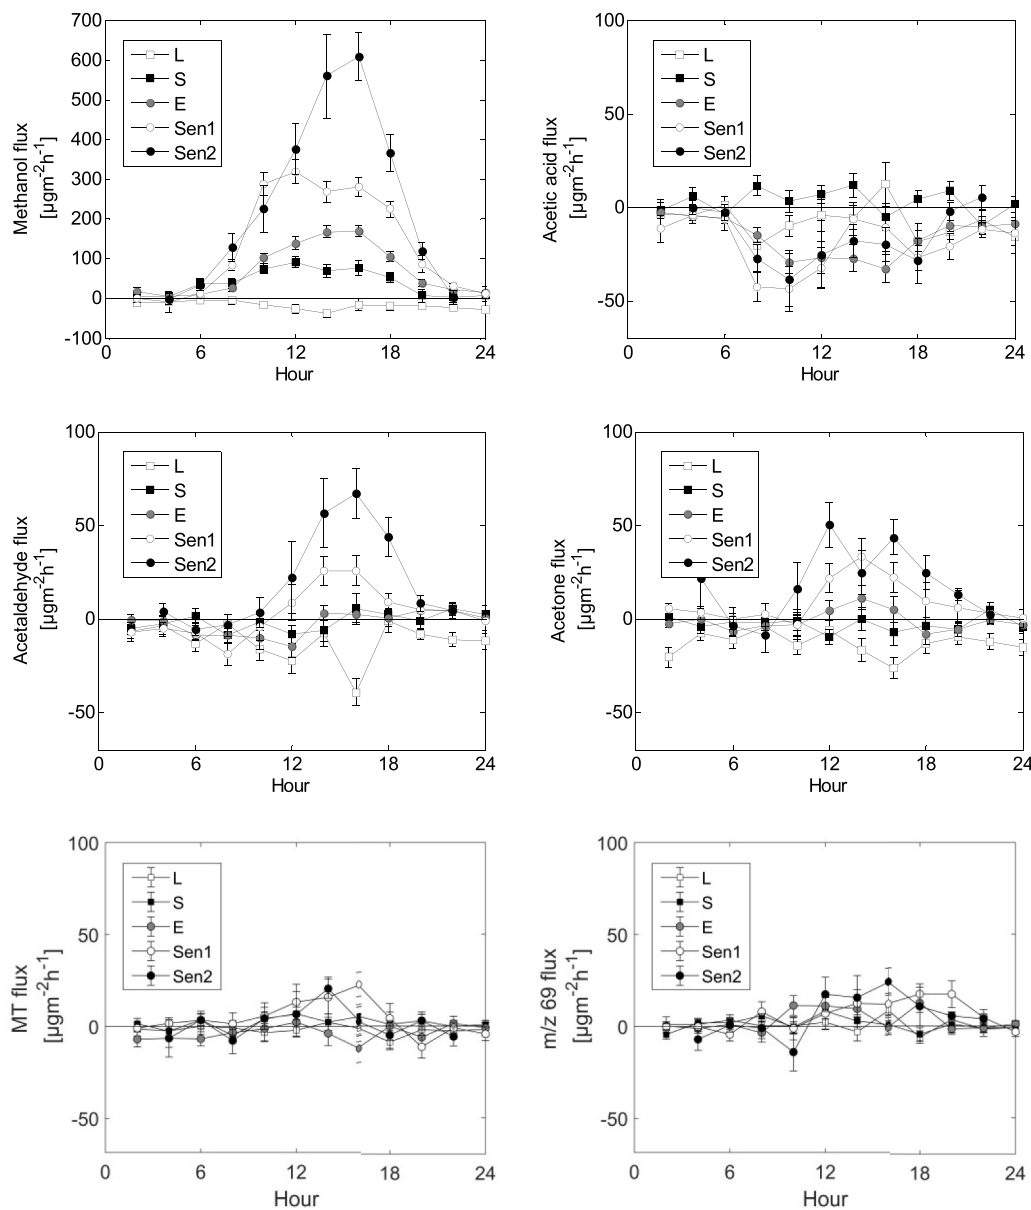 700
600
500
400
300
200
100
0
-100
Methanol flux
[µgm⁻²h⁻¹]
L
S
E
Sen1
Sen2
0 6 12 18 24
Hour
100
50
0
-50
Acetic acid flux
[µgm⁻²h⁻¹]
L
S
E
Sen1
Sen2
0 6 12 18 24
Hour
100
50
0
-50
Acetaldehyde flux
[µgm⁻²h⁻¹]
L
S
E
Sen1
Sen2
0 6 12 18 24
Hour
100
50
0
-50
Acetone flux
[µgm⁻²h⁻¹]
L
S
E
Sen1
Sen2
0 6 12 18 24
Hour
100
50
0
-50
MT flux
[µgm⁻²h⁻¹]
L
S
E
Sen1
Sen2
0 6 12 18 24
Hour
100
50
0
-50
m/z 69 flux
[µgm⁻²h⁻¹]
L
S
E
Sen1
Sen2
0 6 12 18 24
Hour